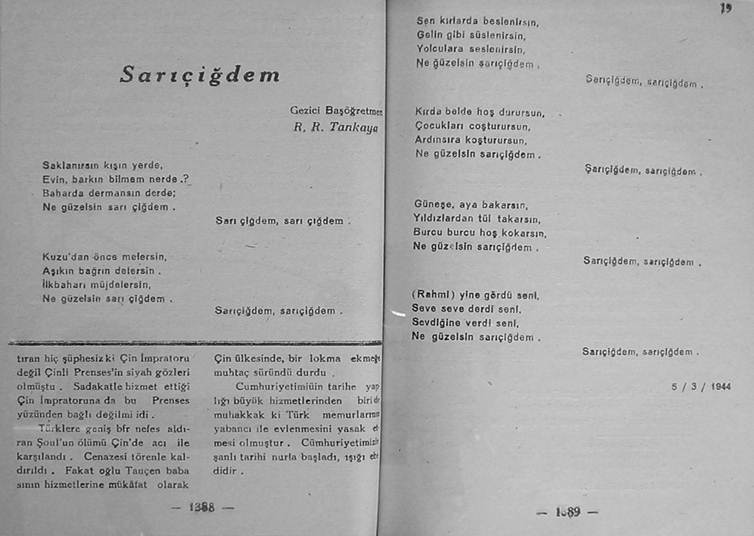 Sarıçiğdem
Gezici Başöğretmen
R. R. Tankaya
Saklanırsın kışın yerde,
Evin, barkın bilmem nerde .?
Baharda dermansın derde;
Ne güzelsin sarı çiğdem .
Sarı çiğdem, sarı çiğdem .
Kuzu'dan önce melersin,
Aşıkın bağrın delersin .
İlkbaharı müjdelersin,
Ne güzelsin sarı çiğdem .
Sarıçiğdem, sarıçiğdem .
tıran hiç şüphesiz ki Çin İmpratoru
değil Çinli Prenses'in siyah gözleri
olmüştu . Sadakatle hizmet ettiği
Çin İmpratoruna da bu Prenses
yüzünden bağlı değilmi idi .
Türklere geniş bir nefes aldı-
ran Şoul'un ölümü Çin'de acı ile
karşılandı . Cenazesi törenle kal-
dırıldı . Fakat oğlu Tauçen baba
sının hizmetlerine mükâfat olarak
Çin ülkesinde, bir lokma ekmeğe
muhtaç süründü durdu .
Cumhuriyetimiüin tarihe yap
lığı büyük hizmetlerinden biri
muhakkak ki Türk memurlarının
yabancı ile evlenmesini yasak et
mesi olmuştur . Cümhuriyetimizin
şanlı tarihi nurla başladı, ışığı
didir .
— 1388 —
19
Sen kırlarda beslenirsin,
Gelin gibi süslenirsin,
Yolculara seslenirsin,
Ne güzelsin sarıçiğdem .
Sarıçiğdem, sarıçiğdem .
Kırda belde hoş durursun,
Çocukları coşturursun,
Ardınsıra koşturursun,
Ne güzelsin sarıçiğdem .
Şarıçiğdem, sarıçiğdem .
Güneşe, aya bakarsın,
Yıldızlardan tül takarsın,
Burcu burcu hoş kokarsın,
Ne güzelsin sarıçiğdem .
Sarıçiğdem, sarıçiğdem .
(Rahmi) yine gördü seni,
Seve seve derdi seni,
Sevdiğine verdi seni,
Ne güzelsin sarıçiğdem .
Sarıçiğdem, sarıçiğdem .
5 / 3 / 1944
— 1389 —